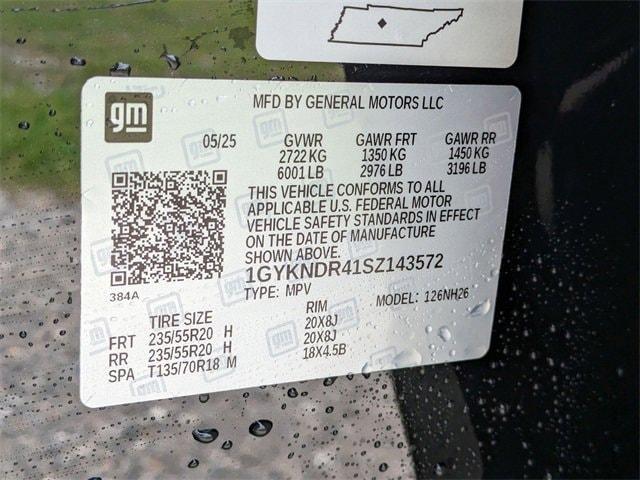 gm
MFD BY GENERAL MOTORS LLC
05/25 GVWR GAWR FRT GAWR RR
2722 KG 1350 KG 1450 KG
6001 LB 2976 LB 3196 LB
THIS VEHICLE CONFORMS TO ALL
APPLICABLE U.S. FEDERAL MOTOR
VEHICLE SAFETY STANDARDS IN EFFECT
ON THE DATE OF MANUFACTURE
SHOWN ABOVE.
1GYKNDR41SZ143572
384A TYPE: MPV MODEL: 126NH26
TIRE SIZE RIM
FRT 235/55R20 H 20X8J
RR 235/55R20 H 20X8J
SPA T135/70R18 M 18X4.5B